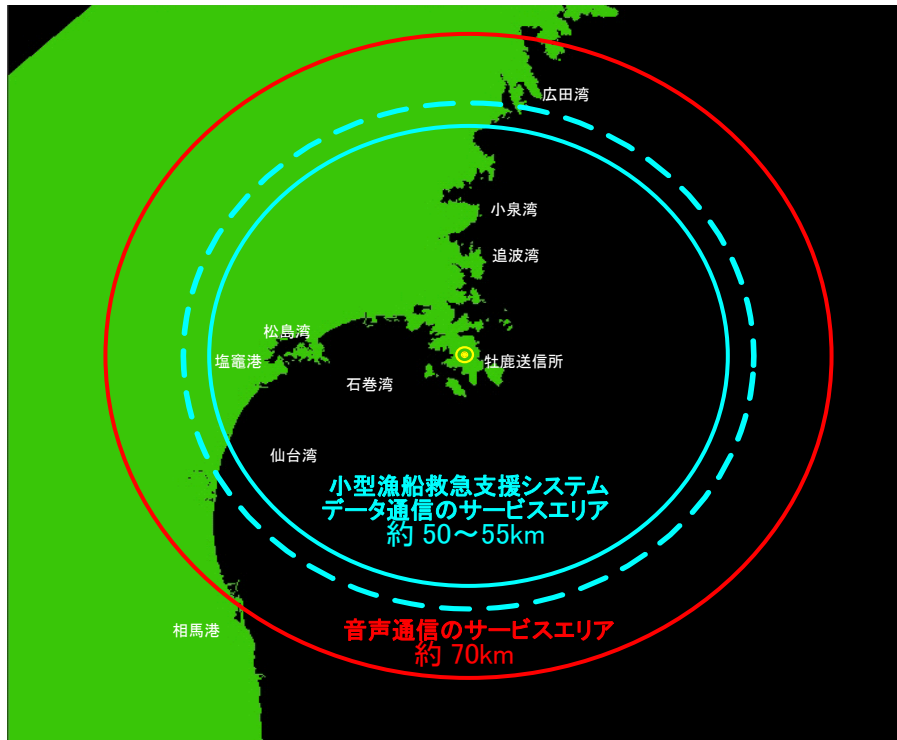 広田湾
小泉湾
追波湾
松島湾
塩竈港
牡鹿送信所
石巻湾
仙台湾
小型漁船救急支援システム
データ通信のサービスエリア
約 50～55km
相馬港
音声通信のサービスエリア
約 70km